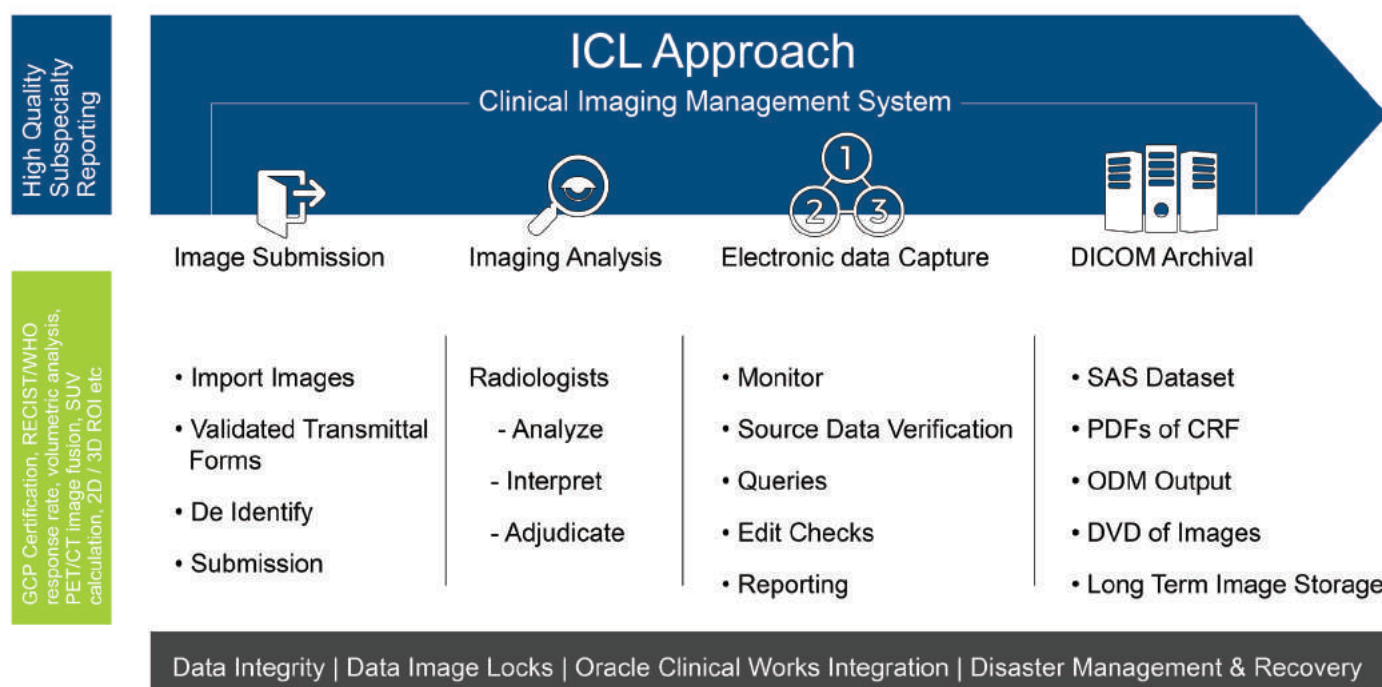 High Quality
Subspecialty
Reporting
ICL Approach
Clinical Imaging Management System
1
2
3
Image Submission
Imaging Analysis
Electronic data Capture
DICOM Archival
GCP Certification, RECIST/WHO
response rate, volumetric analysis,
PET/CT image fusion, SUV
calculation, 2D / 3D ROI etc
• Import Images
• Validated Transmittal
Forms
• De Identify
• Submission
Radiologists
- Analyze
- Interpret
- Adjudicate
• Monitor
• Source Data Verification
• Queries
• Edit Checks
• Reporting
• SAS Dataset
• PDFs of CRF
• ODM Output
• DVD of Images
• Long Term Image Storage
Data Integrity | Data Image Locks | Oracle Clinical Works Integration | Disaster Management & Recovery